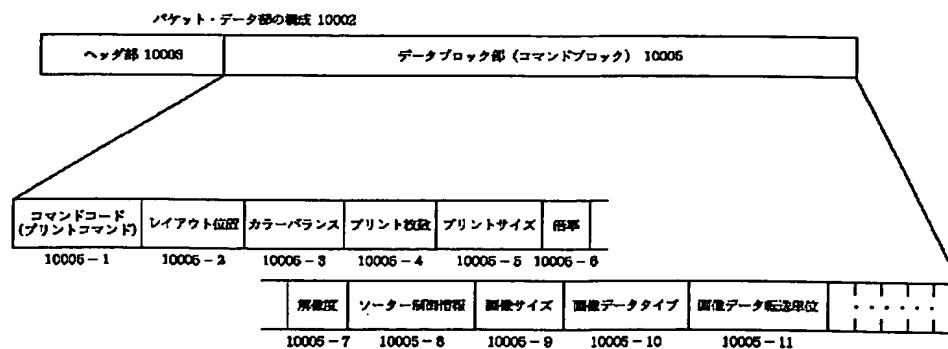 パケット・データ部の構成 10002
ヘッダ部 10003
データブロック部(コマンドブロック) 10005
コマンドコード
(プリントコマンド)
レイアウト位置
カラーバランス
プリント枚数
プリントサイズ
倍率
10005-1
10005-2
10005-3
10005-4
10005-5
10005-6
解像度
ソーター制御情報
画像サイズ
画像データタイプ
画像データ転送単位
10005-7
10005-8
10005-9
10005-10
10005-11